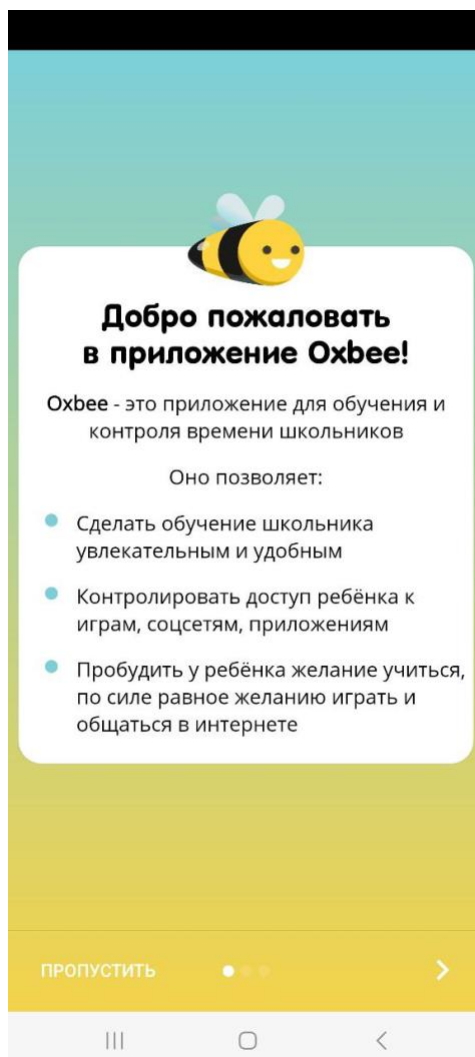 Добро пожаловать
в приложение Oxbee!
Oxbee - это приложение для обучения и
контроля времени школьников
Оно позволяет:
Сделать обучение школьника
увлекательным и удобным
Контролировать доступ ребёнка к
играм, соцсетям, приложениям
Пробудить у ребёнка желание учиться,
по силе равное желанию играть и
общаться в интернете
ПРОПУСТИТЬ